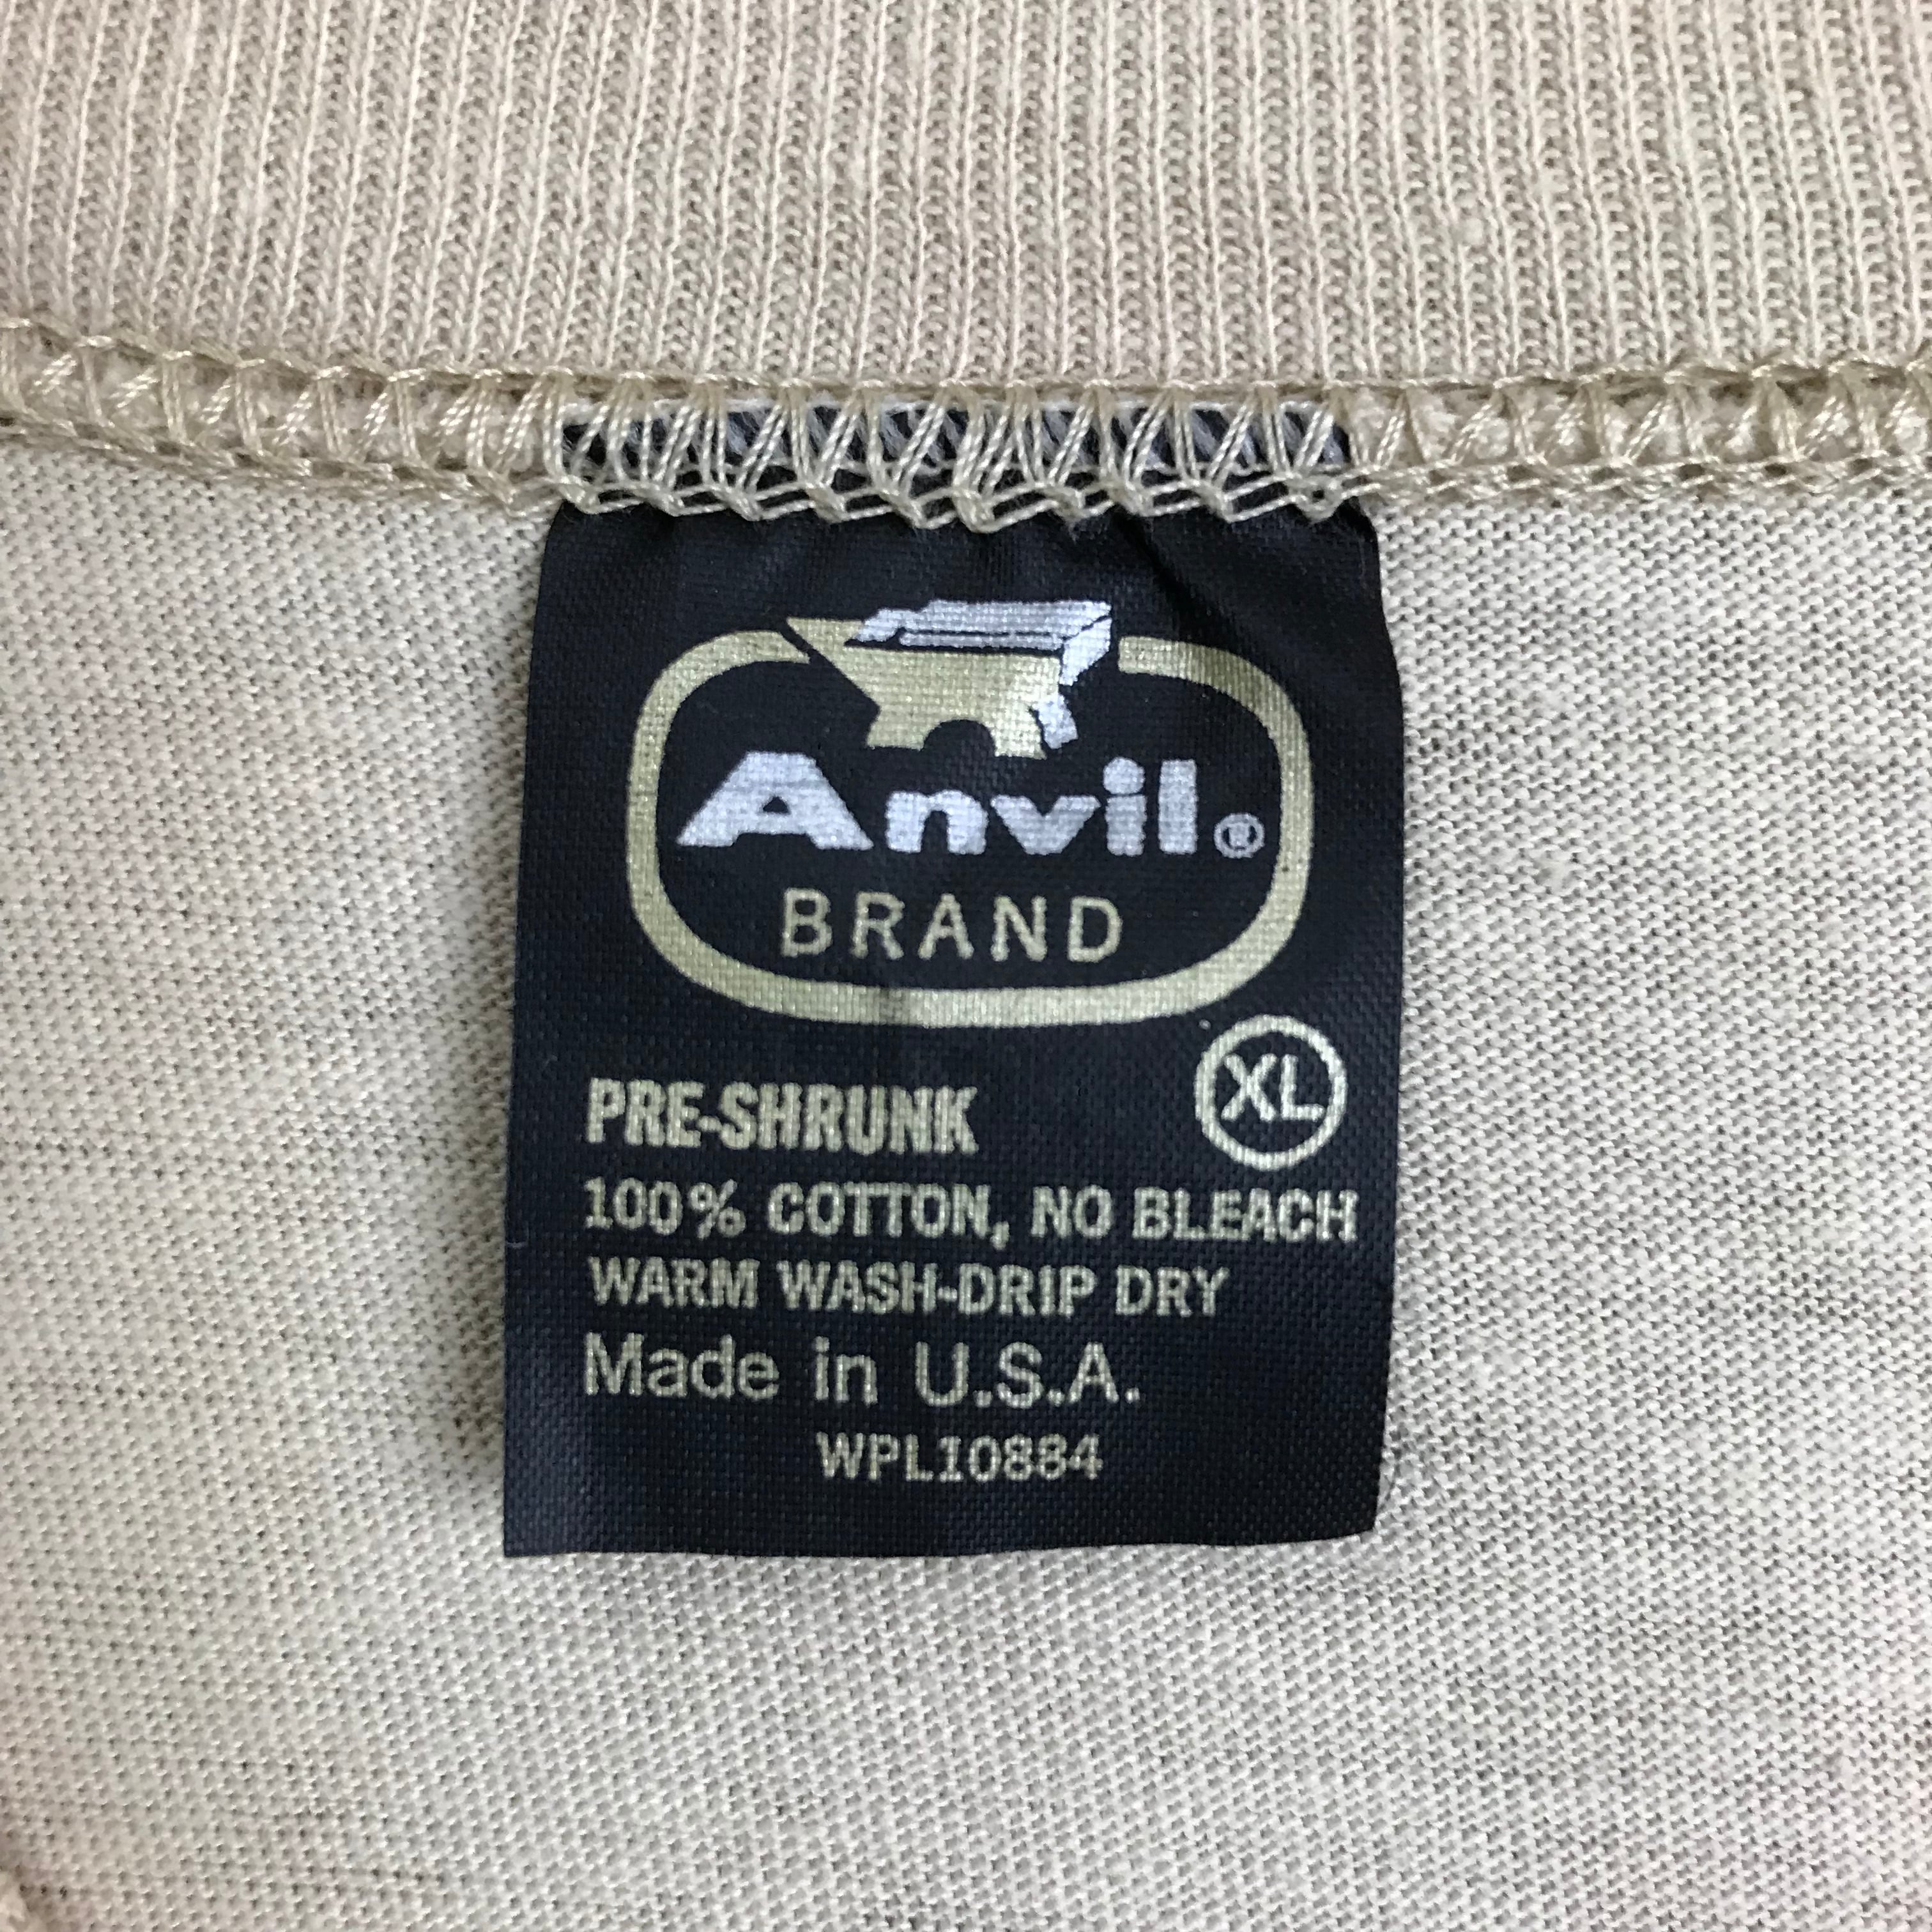 Anvil®
BRAND
XL
PRE-SHRUNK
100% COTTON, NO BLEACH
WARM WASH-DRIP DRY
Made in U.S.A.
WPL10884